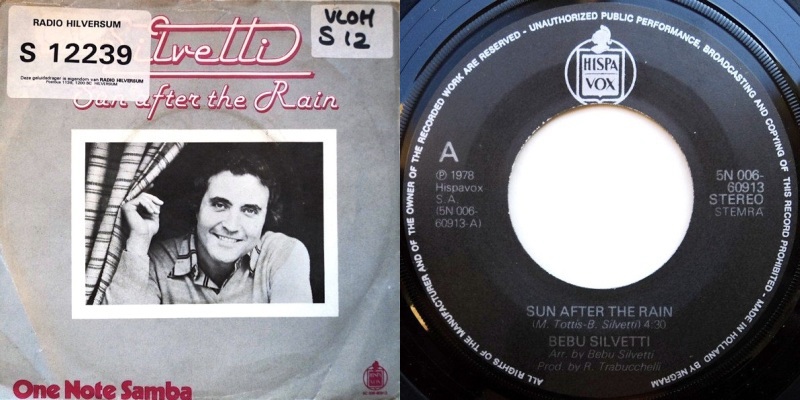 RADIO HILVERSUM
S 12239
Deze geluidsdrager is eigendom van RADIO HILVERSUM
VLOH
S 12
Silvetti
Sun after the Rain
One Note Samba
HISPA
VOX
A
℗ 1978
Hispavox
S.A.
(5N 006-
60913-A)
5N 006-
60913
STEREO
STEMRA
SUN AFTER THE RAIN
(M. Tottis-B. Silvetti) 4:30
BEBU SILVETTI
Arr. by Bebu Silvetti
Prod. by R. Trabucchelli
ALL RIGHTS OF THE MANUFACTURER AND OF THE OWNER OF THE RECORDED WORK ARE RESERVED - UNAUTHORIZED PUBLIC PERFORMANCE, BROADCASTING AND COPYING OF THIS RECORD PROHIBITED - MADE IN HOLLAND BY NEGRAM